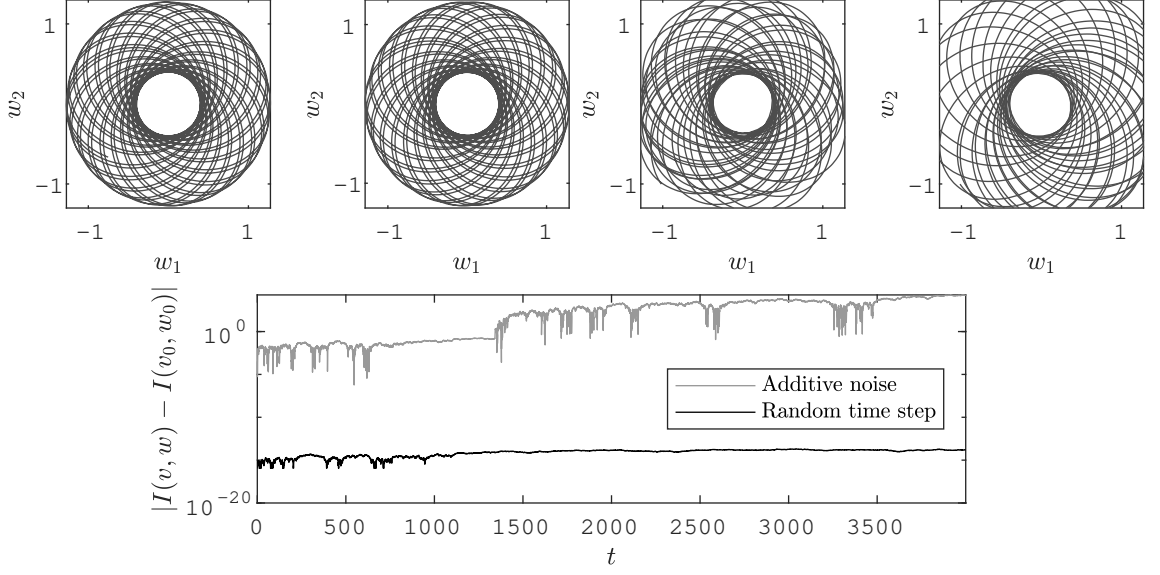 1 1 1 1
w₂ w₂ w₂ w₂
−1 −1 −1 −1
−1 1 −1 1 −1 1 −1 1
w₁ w₁ w₁ w₁
|I(v, w) − I(v₀, w₀)|
10⁰
Additive noise
Random time step
10⁻²⁰
0 500 1000 1500 2000 2500 3000 3500
t